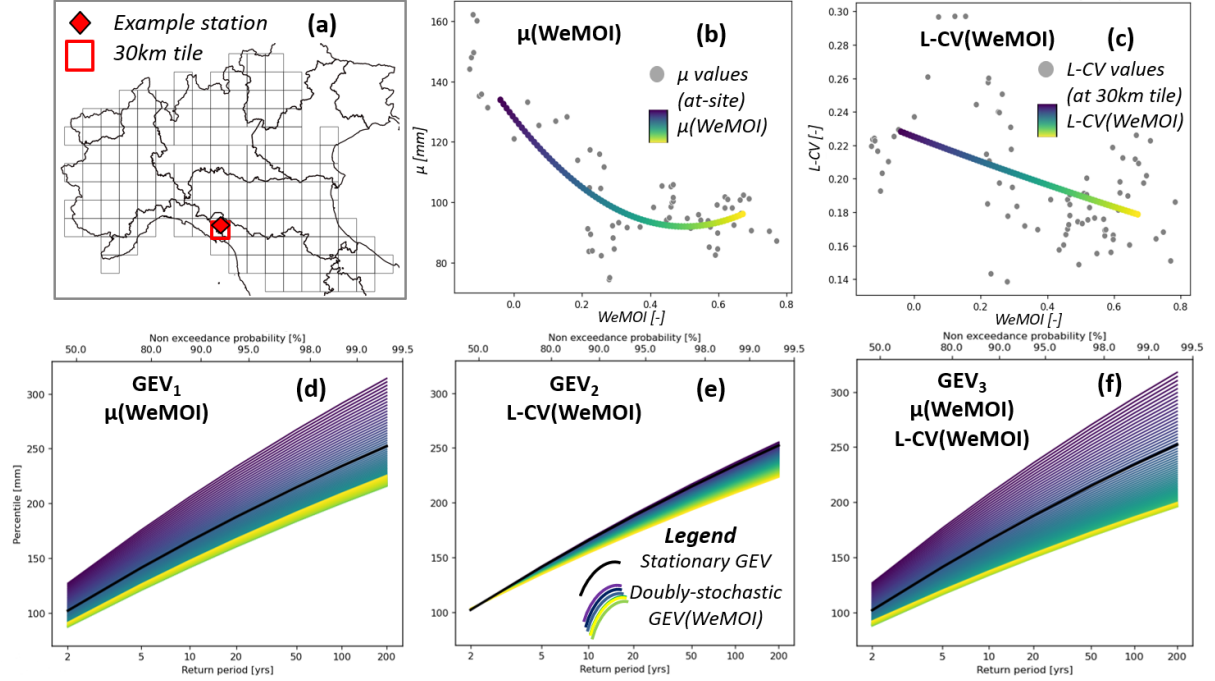 Example station
30km tile
(a)
160
140
120
100
80
μ [mm]
μ(WeMOI)
(b)
μ values
(at-site)
μ(WeMOI)
0.0 0.2 0.4 0.6 0.8
WeMOI [-]
0.30
0.28
0.26
0.24
0.22
0.20
0.18
0.16
0.14
L-CV [-]
L-CV(WeMOI)
(c)
L-CV values
(at 30km tile)
L-CV(WeMOI)
0.0 0.2 0.4 0.6 0.8
WeMOI [-]
Non exceedance probability [%]
50.0 80.0 90.0 95.0 98.0 99.0 99.5
GEV1
μ(WeMOI)
(d)
300
250
200
150
100
Percentile [mm]
2 5 10 20 50 100 200
Return period [yrs]
Non exceedance probability [%]
50.0 80.0 90.0 95.0 98.0 99.0 99.5
GEV2
L-CV(WeMOI)
(e)
300
250
200
150
100
Legend
Stationary GEV
Doubly-stochastic
GEV(WeMOI)
2 5 10 20 50 100 200
Return period [yrs]
Non exceedance probability [%]
50.0 80.0 90.0 95.0 98.0 99.0 99.5
GEV3
μ(WeMOI)
L-CV(WeMOI)
(f)
300
250
200
150
100
2 5 10 20 50 100 200
Return period [yrs]